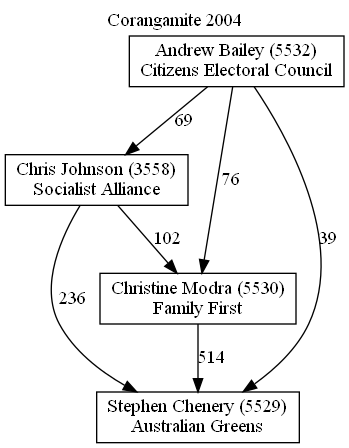 Corangamite 2004
Andrew Bailey (5532)
Citizens Electoral Council
69
Chris Johnson (3558)
Socialist Alliance
76
102
39
236
Christine Modra (5530)
Family First
514
Stephen Chenery (5529)
Australian Greens